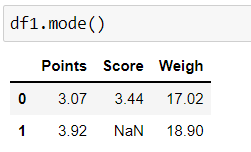 df1.mode()
Points Score Weigh
0 3.07 3.44 17.02
1 3.92 NaN 18.90